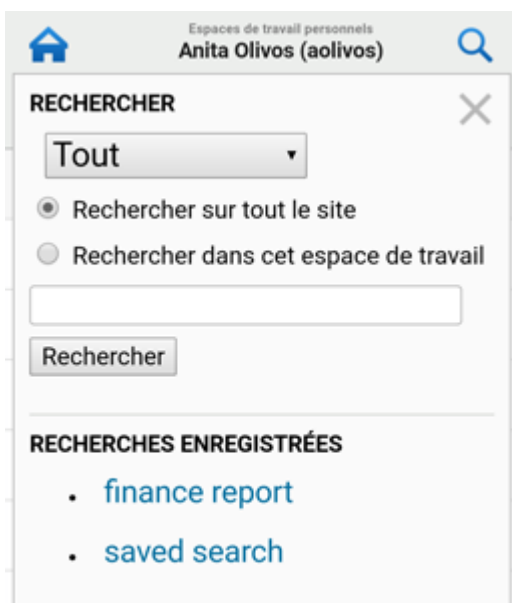 Espaces de travail personnels
Anita Olivos (aolivos)
RECHERCHER
Tout
Rechercher sur tout le site
Rechercher dans cet espace de travail
Rechercher
RECHERCHES ENREGISTRÉES
finance report
saved search